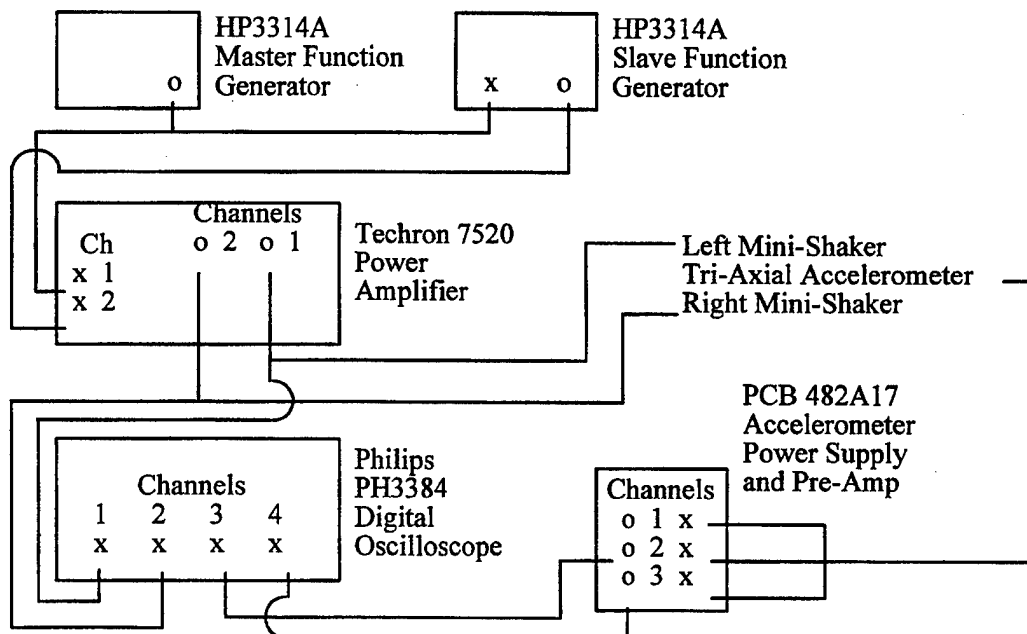 HP3314A
Master Function
Generator
o
HP3314A
Slave Function
Generator
x o
Channels
o 2 o 1
Ch
x 1
x 2
Techron 7520
Power
Amplifier
Left Mini-Shaker
Tri-Axial Accelerometer
Right Mini-Shaker
PCB 482A17
Accelerometer
Power Supply
and Pre-Amp
Philips
PH3384
Digital
Oscilloscope
Channels
1 2 3 4
x x x x
Channels
o 1 x
o 2 x
o 3 x